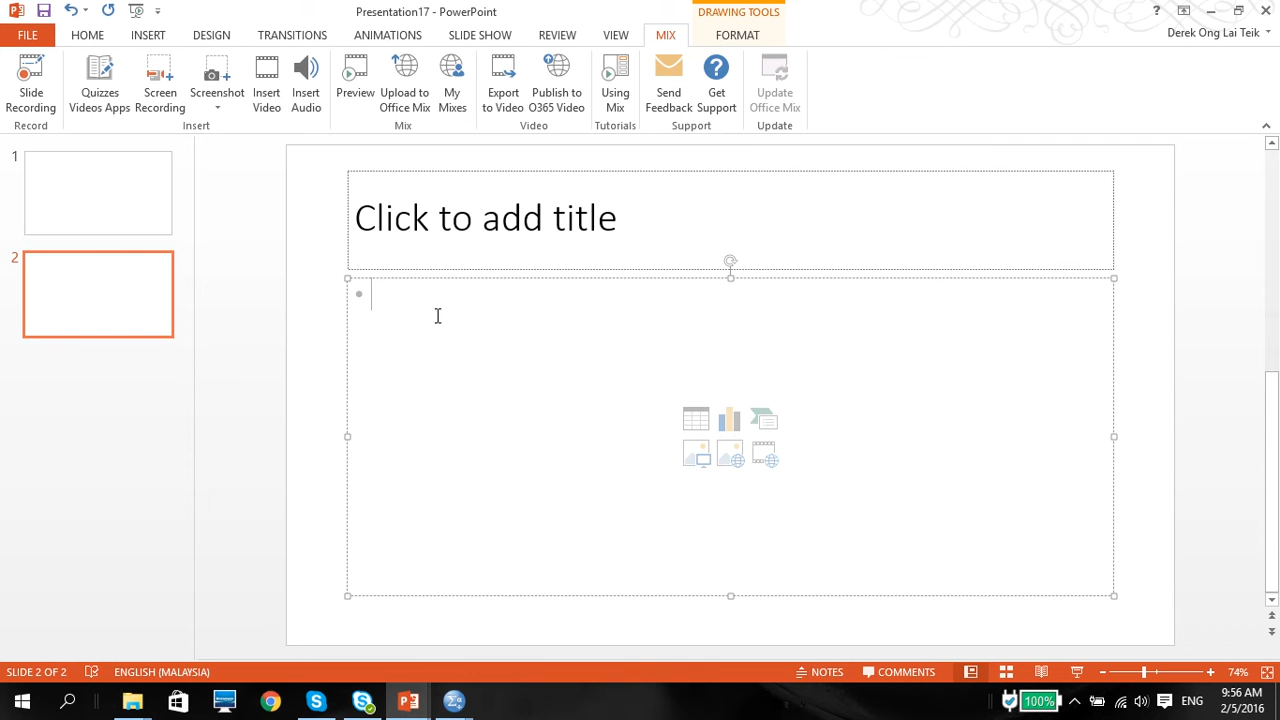 Presentation17 - PowerPoint
DRAWING TOOLS
?
FILE HOME INSERT DESIGN TRANSITIONS ANIMATIONS SLIDE SHOW REVIEW VIEW MIX FORMAT
Derek Ong Lai Teik
Slide Recording
Quizzes Videos Apps
Screen Recording
Screenshot
Insert Video
Insert Audio
Preview
Upload to Office Mix
My Mixes
Export to Video
Publish to O365 Video
Using Mix
Send Feedback
Get Support
Update Office Mix
Record Insert Mix Video Tutorials Support Update
1
2
Click to add title
SLIDE 2 OF 2 ENGLISH (MALAYSIA) NOTES COMMENTS 74%
100% ENG 9:56 AM
2/5/2016